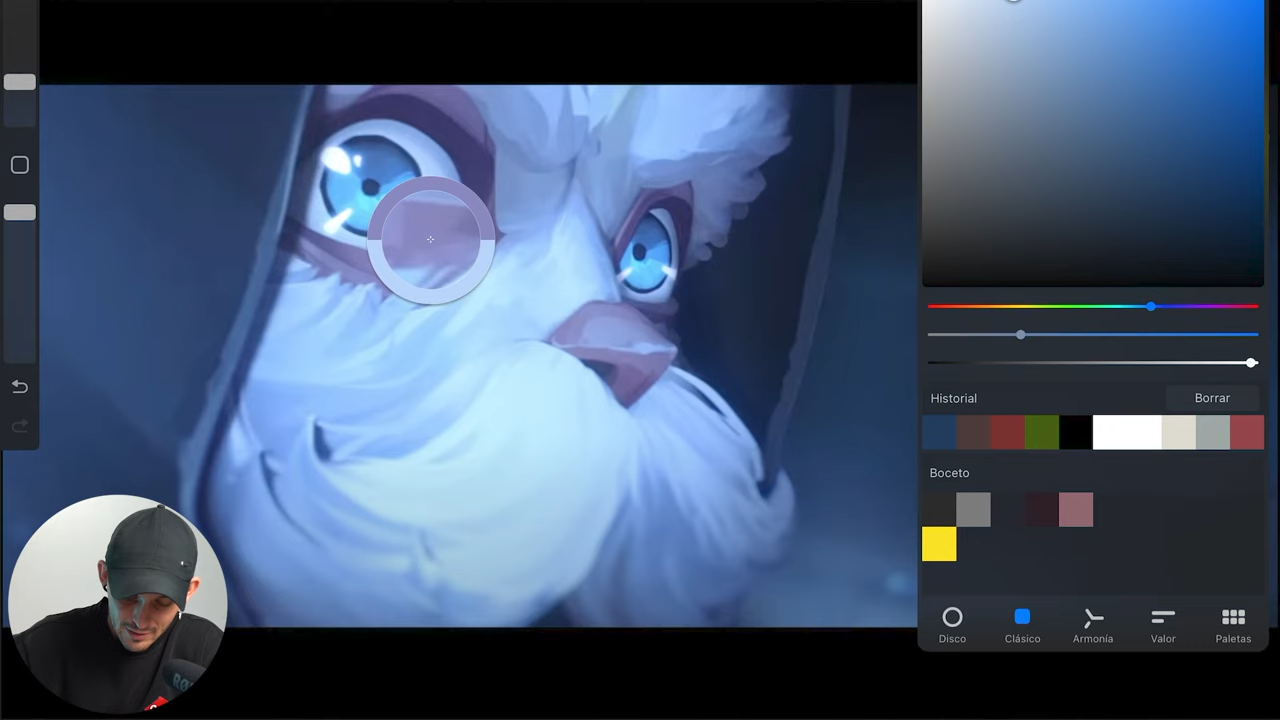 Historial
Borrar
Boceto
Disco
Clásico
Armonía
Valor
Paletas